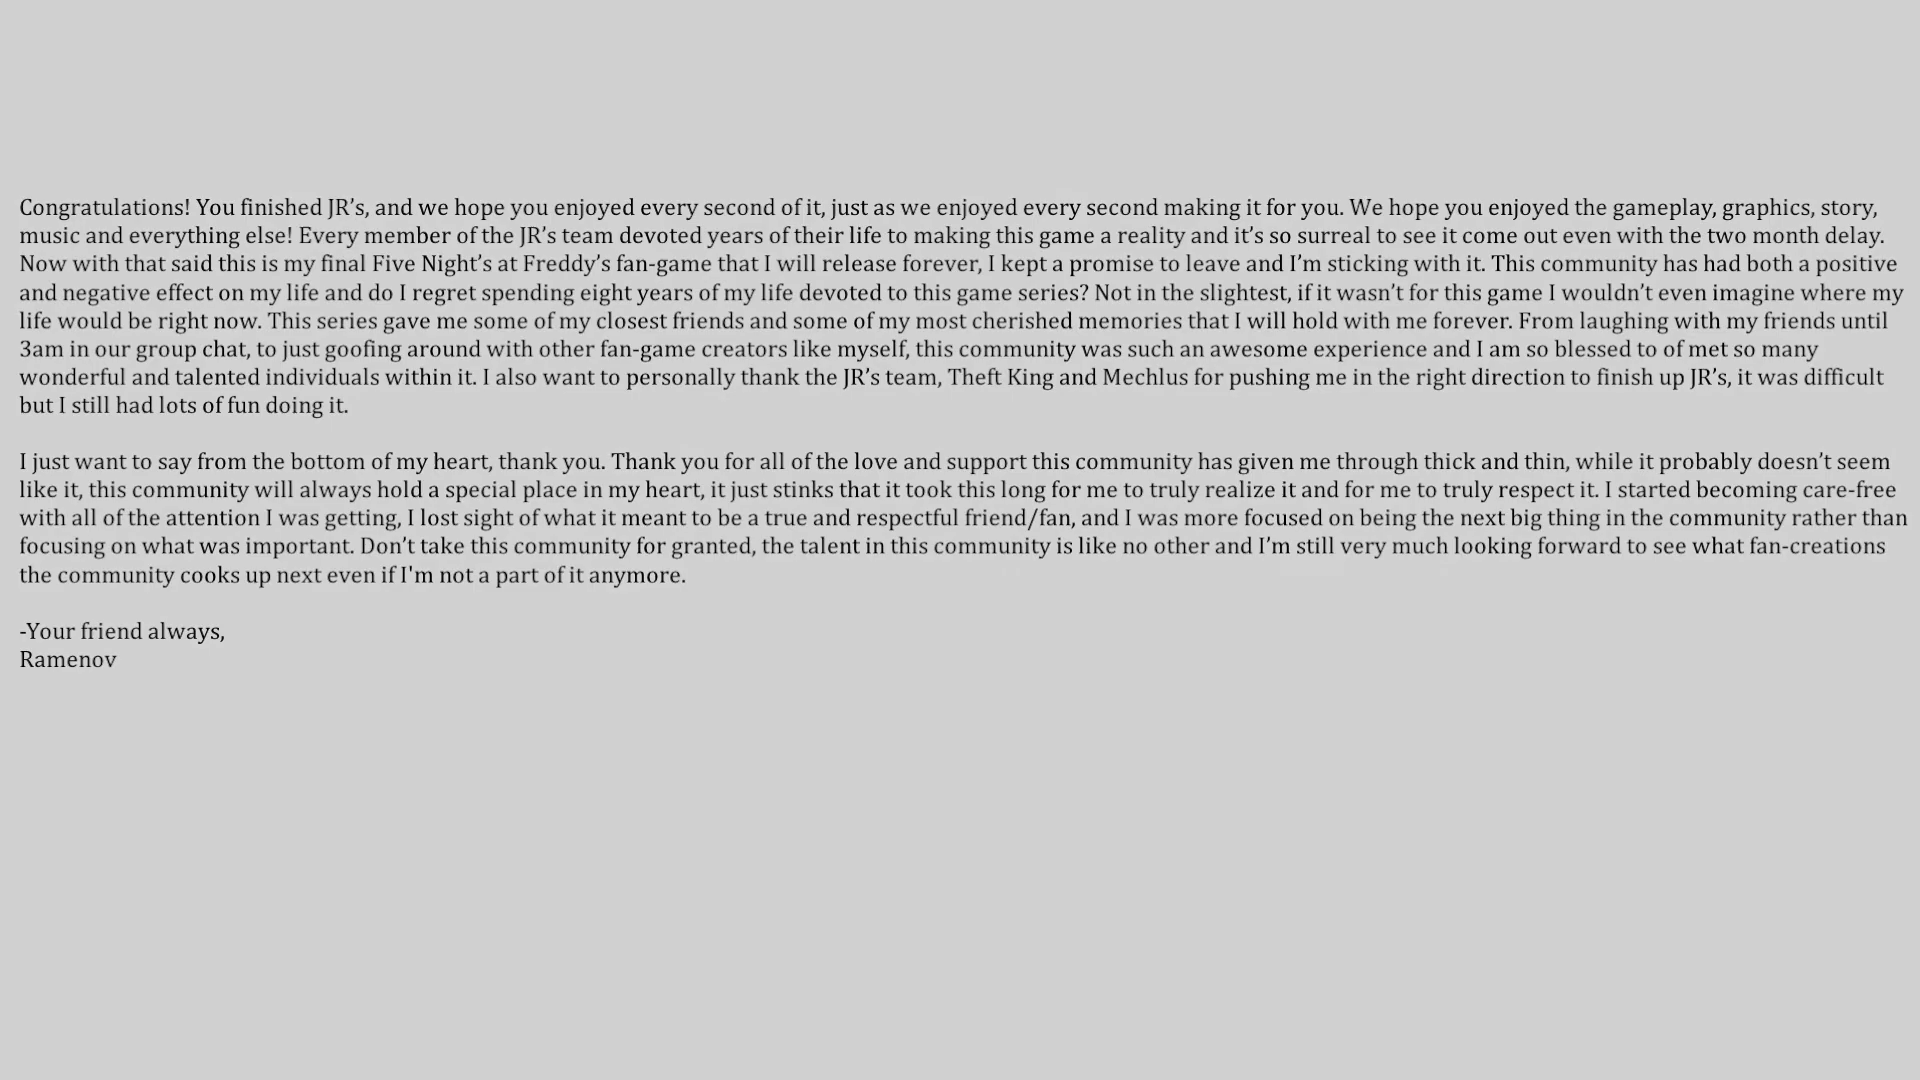 Congratulations! You finished JR’s, and we hope you enjoyed every second of it, just as we enjoyed every second making it for you. We hope you enjoyed the gameplay, graphics, story,
music and everything else! Every member of the JR’s team devoted years of their life to making this game a reality and it’s so surreal to see it come out even with the two month delay.
Now with that said this is my final Five Night’s at Freddy’s fan-game that I will release forever, I kept a promise to leave and I’m sticking with it. This community has had both a positive
and negative effect on my life and do I regret spending eight years of my life devoted to this game series? Not in the slightest, if it wasn’t for this game I wouldn’t even imagine where my
life would be right now. This series gave me some of my closest friends and some of my most cherished memories that I will hold with me forever. From laughing with my friends until
3am in our group chat, to just goofing around with other fan-game creators like myself, this community was such an awesome experience and I am so blessed to of met so many
wonderful and talented individuals within it. I also want to personally thank the JR’s team, Theft King and Mechlus for pushing me in the right direction to finish up JR’s, it was difficult
but I still had lots of fun doing it.
I just want to say from the bottom of my heart, thank you. Thank you for all of the love and support this community has given me through thick and thin, while it probably doesn’t seem
like it, this community will always hold a special place in my heart, it just stinks that it took this long for me to truly realize it and for me to truly respect it. I started becoming care-free
with all of the attention I was getting, I lost sight of what it meant to be a true and respectful friend/fan, and I was more focused on being the next big thing in the community rather than
focusing on what was important. Don’t take this community for granted, the talent in this community is like no other and I’m still very much looking forward to see what fan-creations
the community cooks up next even if I'm not a part of it anymore.
-Your friend always,
Ramenov